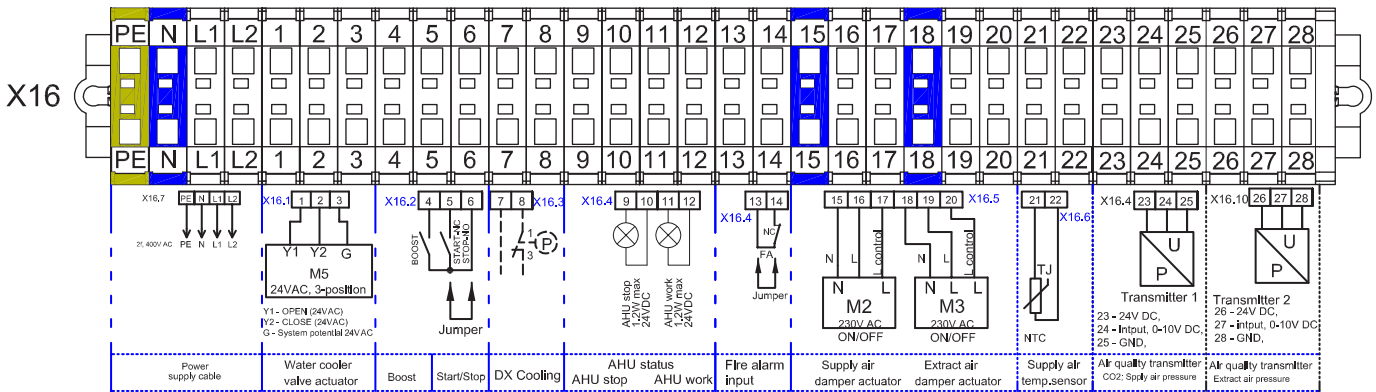 PE N L1 L2 1 2 3 4 5 6 7 8 9 10 11 12 13 14 15 16 17 18 19 20 21 22 23 24 25 26 27 28
X16
PE N L1 L2 1 2 3 4 5 6 7 8 9 10 11 12 13 14 15 16 17 18 19 20 21 22 23 24 25 26 27 28
X16.7 PE N L1 L2
PE N L1 L2
2f, 400V AC
Power
supply cable
X16.1 1 2 3
Y1 Y2 G
M5
24VAC, 3-position
Y1 - OPEN (24VAC)
Y2 - CLOSE (24VAC)
G - System potential 24VAC
Water cooler
valve actuator
X16.2 4 5 6
BOOST
START-NC
STOP-NO
Jumper
Boost
Start/Stop
7 8 X16.3
1
P
3
DX Cooling
X16.4 9 10 11 12
AHU stop
1,2W max
24VDC
AHU work
1,2W max
24VDC
AHU status
AHU stop AHU work
13 14
X16.4
NC
FA
Jumper
Fire alarm
input
15 16 17 18 19 20 X16.5
N L L control
N L
M2
230V AC
ON/OFF
N L L control
N L
M3
230V AC
ON/OFF
Supply air
damper actuator
Extract air
damper actuator
21 22
X16.6
TJ
NTC
Supply air
temp.sensor
X16.4 23 24 25
U
P
Transmitter 1
23 - 24V DC,
24 - Intput, 0-10V DC,
25 - GND,
Air quality transmitter
CO2; Spply air pressure
X16.10 26 27 28
U
P
Transmitter 2
26 - 24V DC,
27 - intput, 0-10V DC
28 - GND,
Air quality transmitter
Extract air pressure